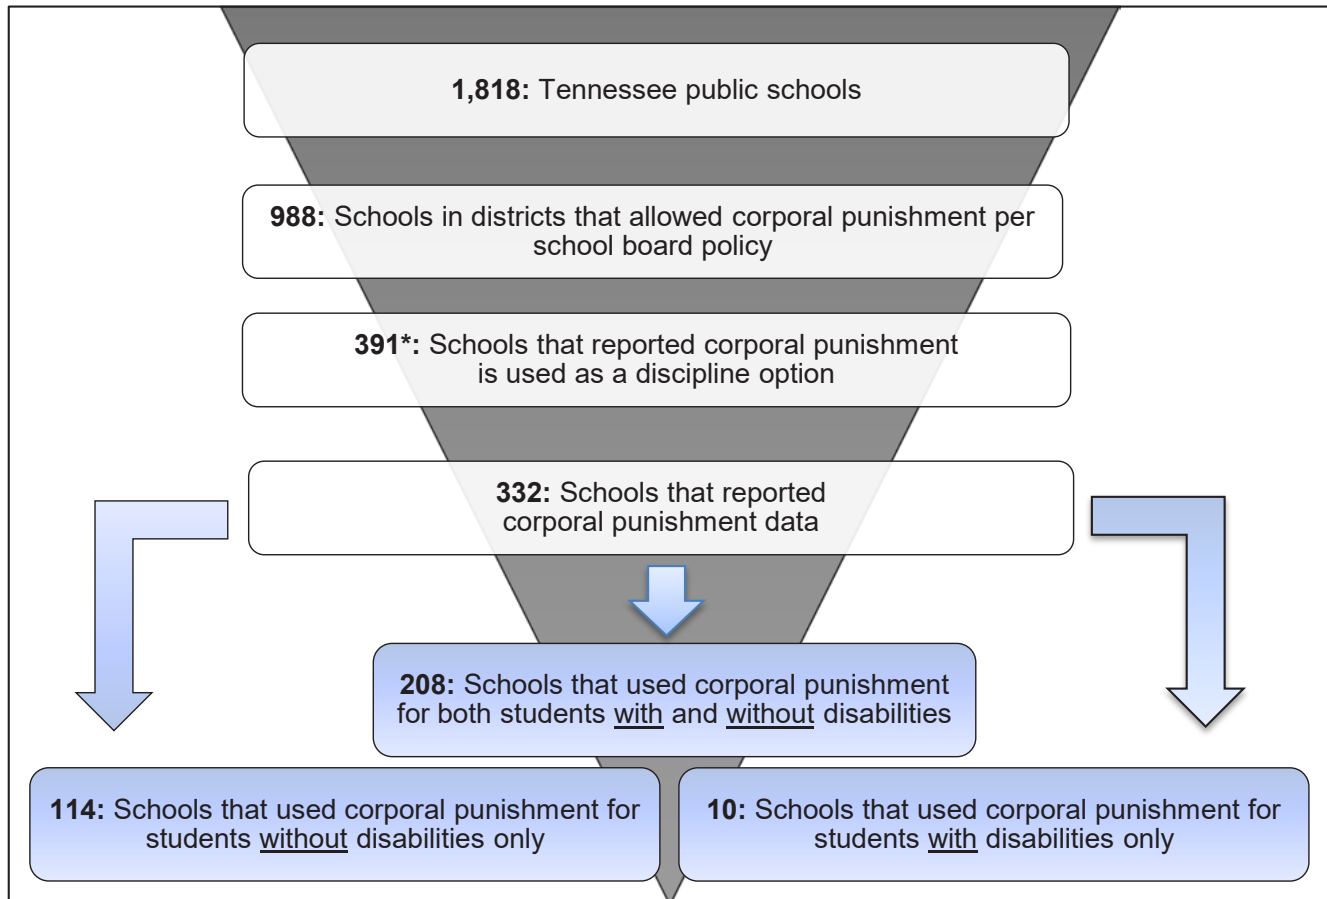 1,818: Tennessee public schools
988: Schools in districts that allowed corporal punishment per
school board policy
391*: Schools that reported corporal punishment
is used as a discipline option
332: Schools that reported
corporal punishment data
208: Schools that used corporal punishment
for both students with and without disabilities
114: Schools that used corporal punishment for
students without disabilities only
10: Schools that used corporal punishment for
students with disabilities only